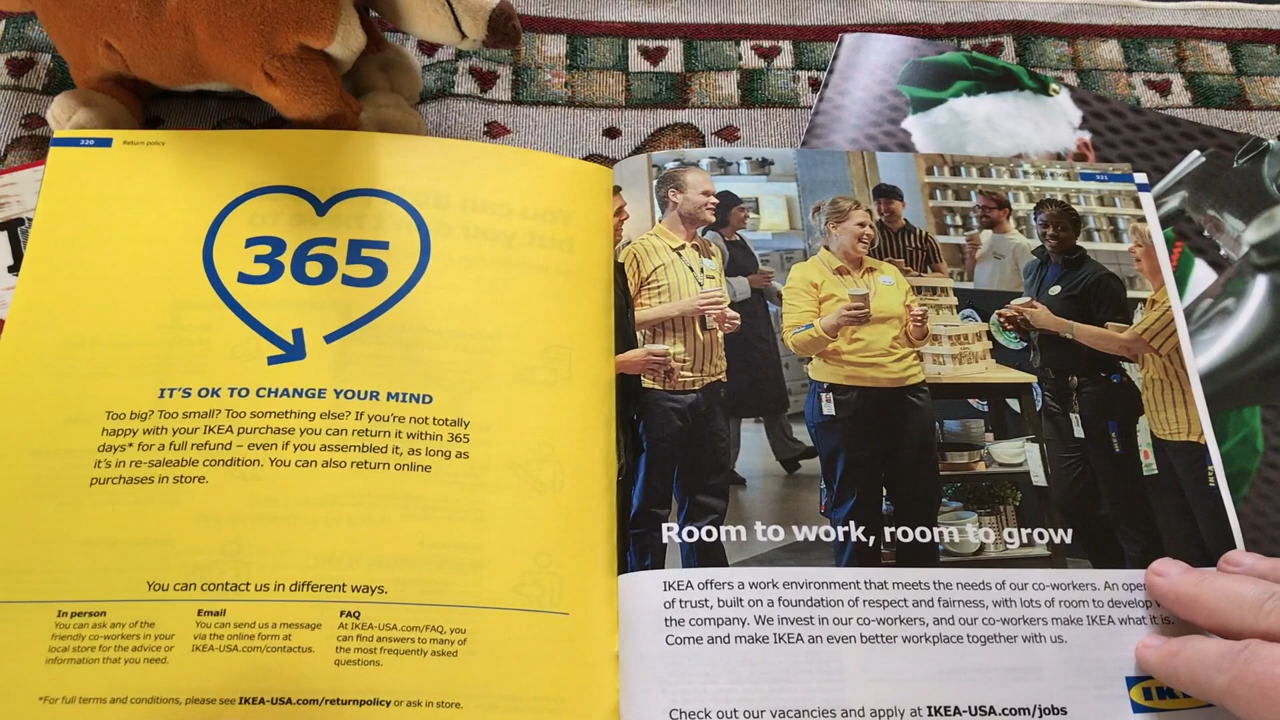 320 Return policy
365
IT'S OK TO CHANGE YOUR MIND
Too big? Too small? Too something else? If you're not totally
happy with your IKEA purchase you can return it within 365
days* for a full refund – even if you assembled it, as long as
it's in re-saleable condition. You can also return online
purchases in store.
You can contact us in different ways.
In person
You can ask any of the
friendly co-workers in your
local store for the advice or
information that you need.
Email
You can send us a message
via the online form at
IKEA-USA.com/contactus.
FAQ
At IKEA-USA.com/FAQ, you
can find answers to many of
the most frequently asked
questions.
*For full terms and conditions, please see IKEA-USA.com/returnpolicy or ask in store.
321
Room to work, room to grow
IKEA offers a work environment that meets the needs of our co-workers. An
of trust, built on a foundation of respect and fairness, with lots of room to develop
the company. We invest in our co-workers, and our co-workers make IKEA what it is.
Come and make IKEA an even better workplace together with us.
Check out our vacancies and apply at IKEA-USA.com/jobs